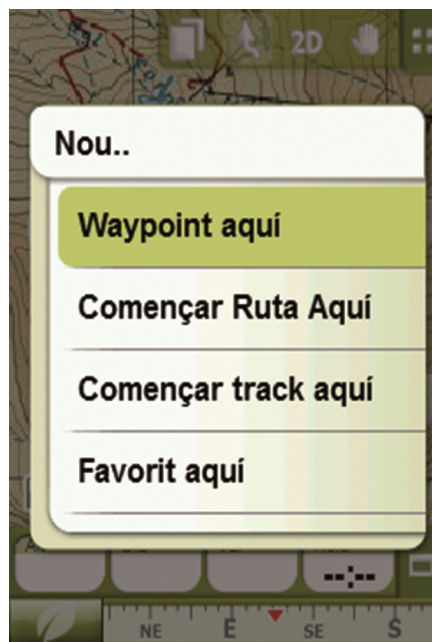 2D
Nou..
Waypoint aquí
Començar Ruta Aquí
Començar track aquí
Favorit aquí
--:--
NE E SE S